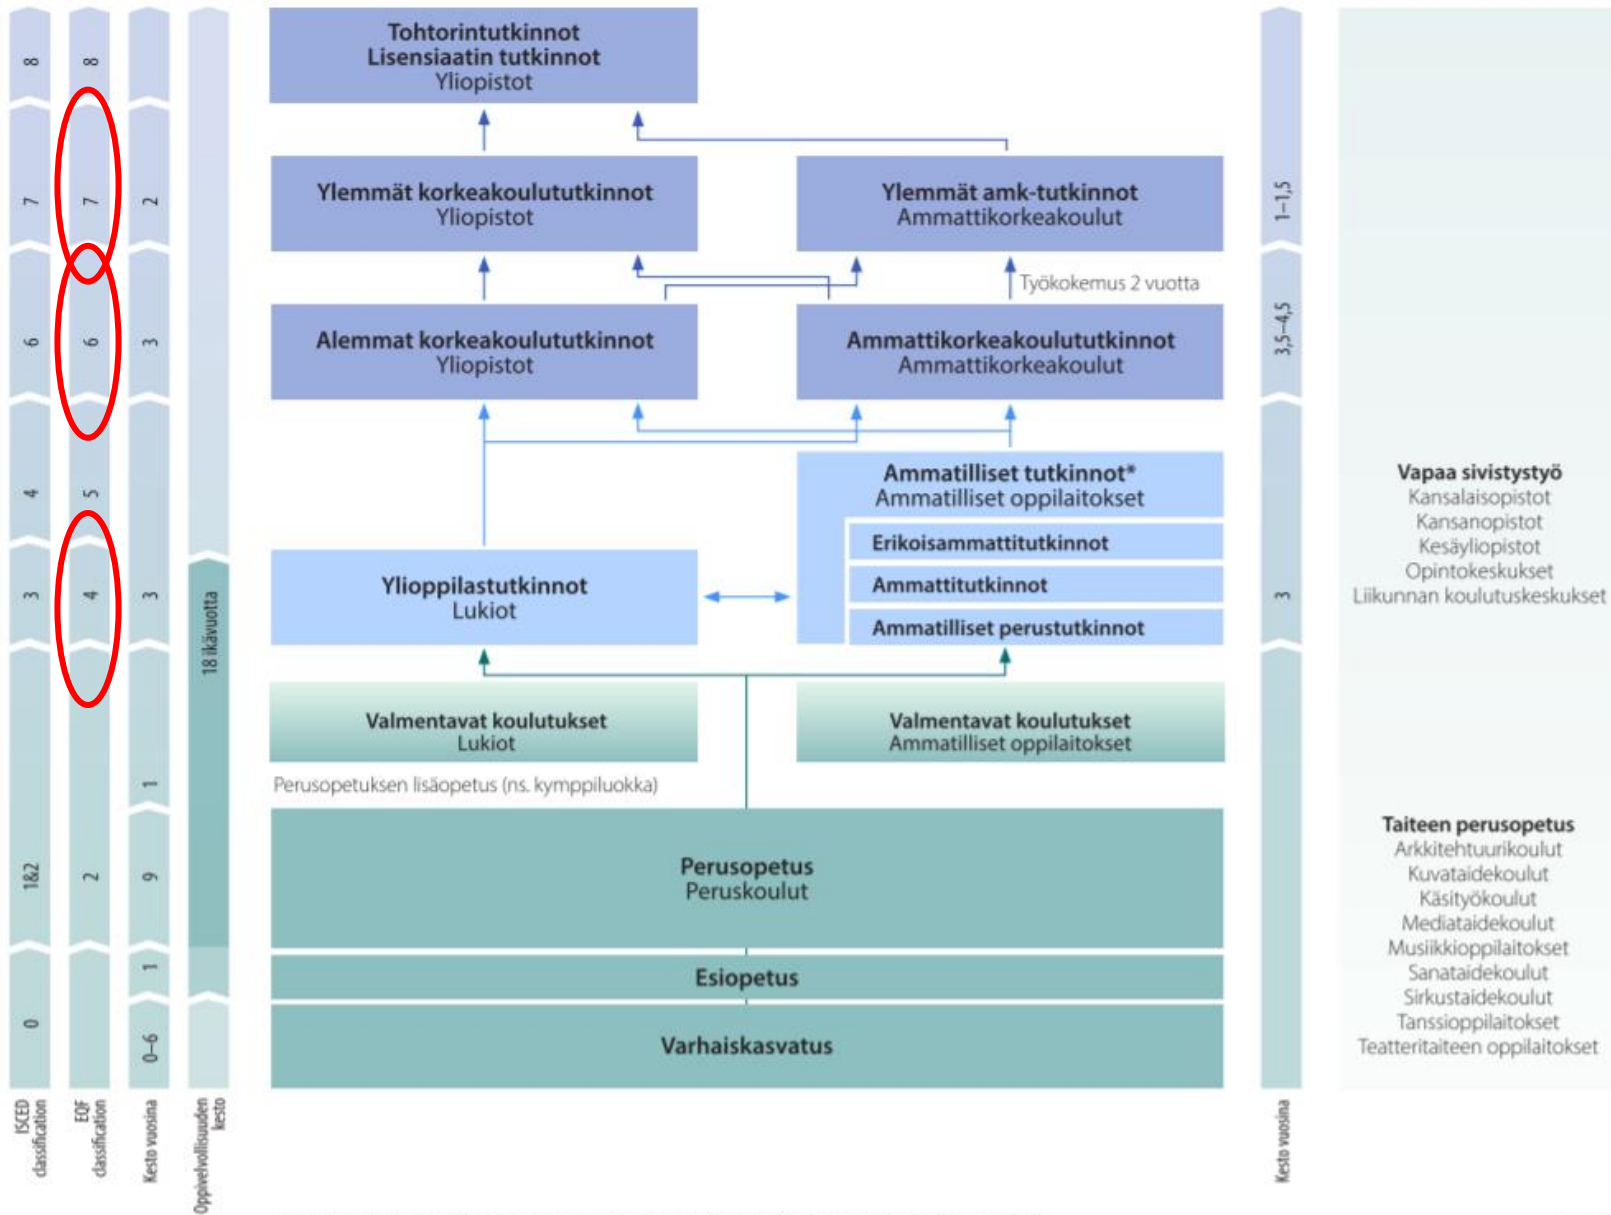 8
8
Tohtorintutkinnot
Lisensiaatin tutkinnot
Yliopistot
7
7
2
Ylemmät korkeakoulututkinnot
Yliopistot
Ylemmät amk-tutkinnot
Ammattikorkeakoulut
1–1,5
Työkokemus 2 vuotta
6
6
3
Alemmat korkeakoulututkinnot
Yliopistot
Ammattikorkeakoulututkinnot
Ammattikorkeakoulut
3,5–4,5
4
5
Ammatilliset tutkinnot*
Ammatilliset oppilaitokset
Erikoisammattitutkinnot
Ammattitutkinnot
Ammatilliset perustutkinnot
3
4
3
18 ikävuotta
Ylioppilastutkinnot
Lukiot
3
Vapaa sivistystyö
Kansalaisopistot
Kansanopistot
Kesäyliopistot
Opintokeskukset
Liikunnan koulutuskeskukset
Valmentavat koulutukset
Lukiot
Valmentavat koulutukset
Ammatilliset oppilaitokset
1
Perusopetuksen lisäopetus (ns. kymppiluokka)
1&2
2
9
Perusopetus
Peruskoulut
1
Esiopetus
0
0–6
Varhaiskasvatus
Taiteen perusopetus
Arkkitehtuurikoulut
Kuvataidekoulut
Käsityökoulut
Mediataidekoulut
Musiikkioppilaitokset
Sanataidekoulut
Sirkustaidekoulut
Tanssioppilaitokset
Teatteritaiteen oppilaitokset
ISCED
classification
EQF
classification
Kesto vuosina
Oppivelvollisuuden
kesto
Kesto vuosina